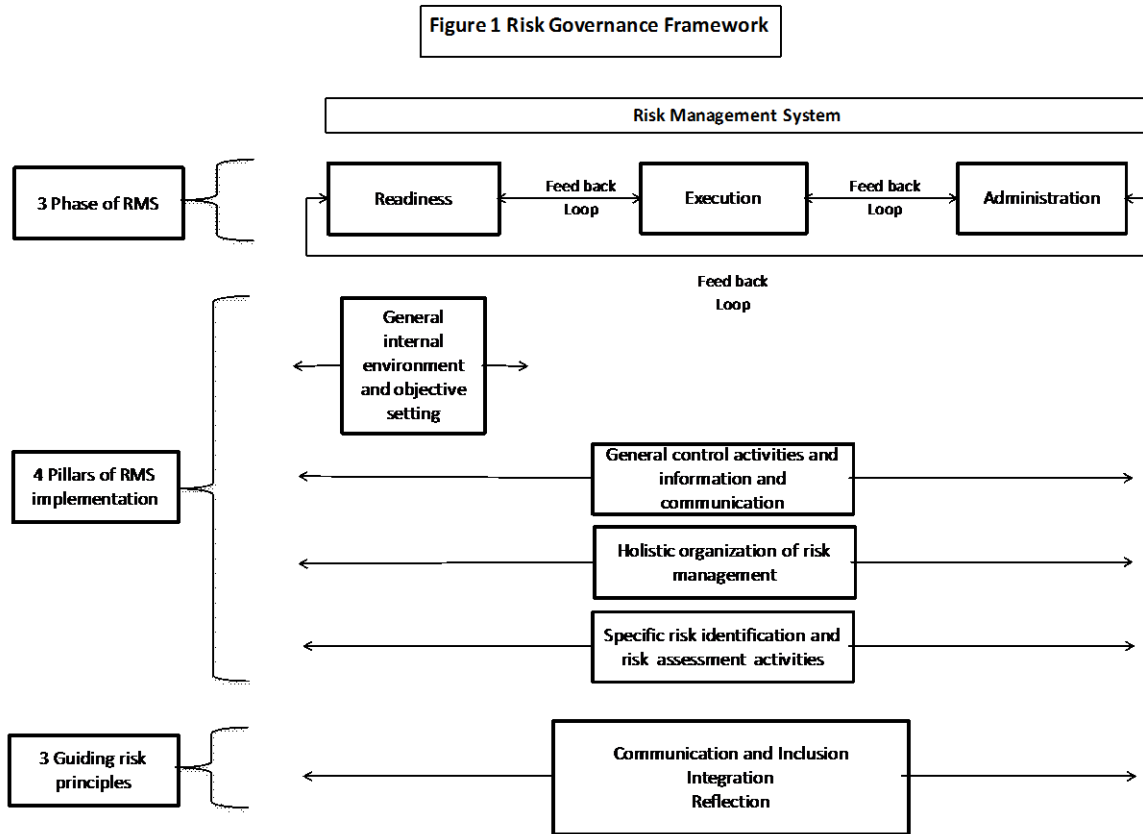 Figure 1 Risk Governance Framework
Risk Management System
3 Phase of RMS
Readiness
Feed back
Loop
Execution
Feed back
Loop
Administration
Feed back
Loop
General
internal
environment
and objective
setting
4 Pillars of RMS
implementation
General control activities and
information and
communication
Holistic organization of risk
management
Specific risk identification and
risk assessment activities
3 Guiding risk
principles
Communication and Inclusion
Integration
Reflection